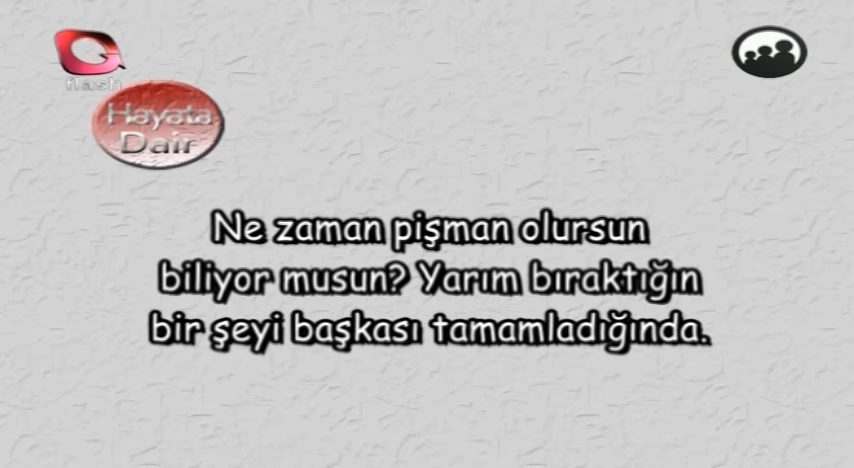 flash
Hayata
Dair
Ne zaman pişman olursun
biliyor musun? Yarım bıraktığın
bir şeyi başkası tamamladığında.